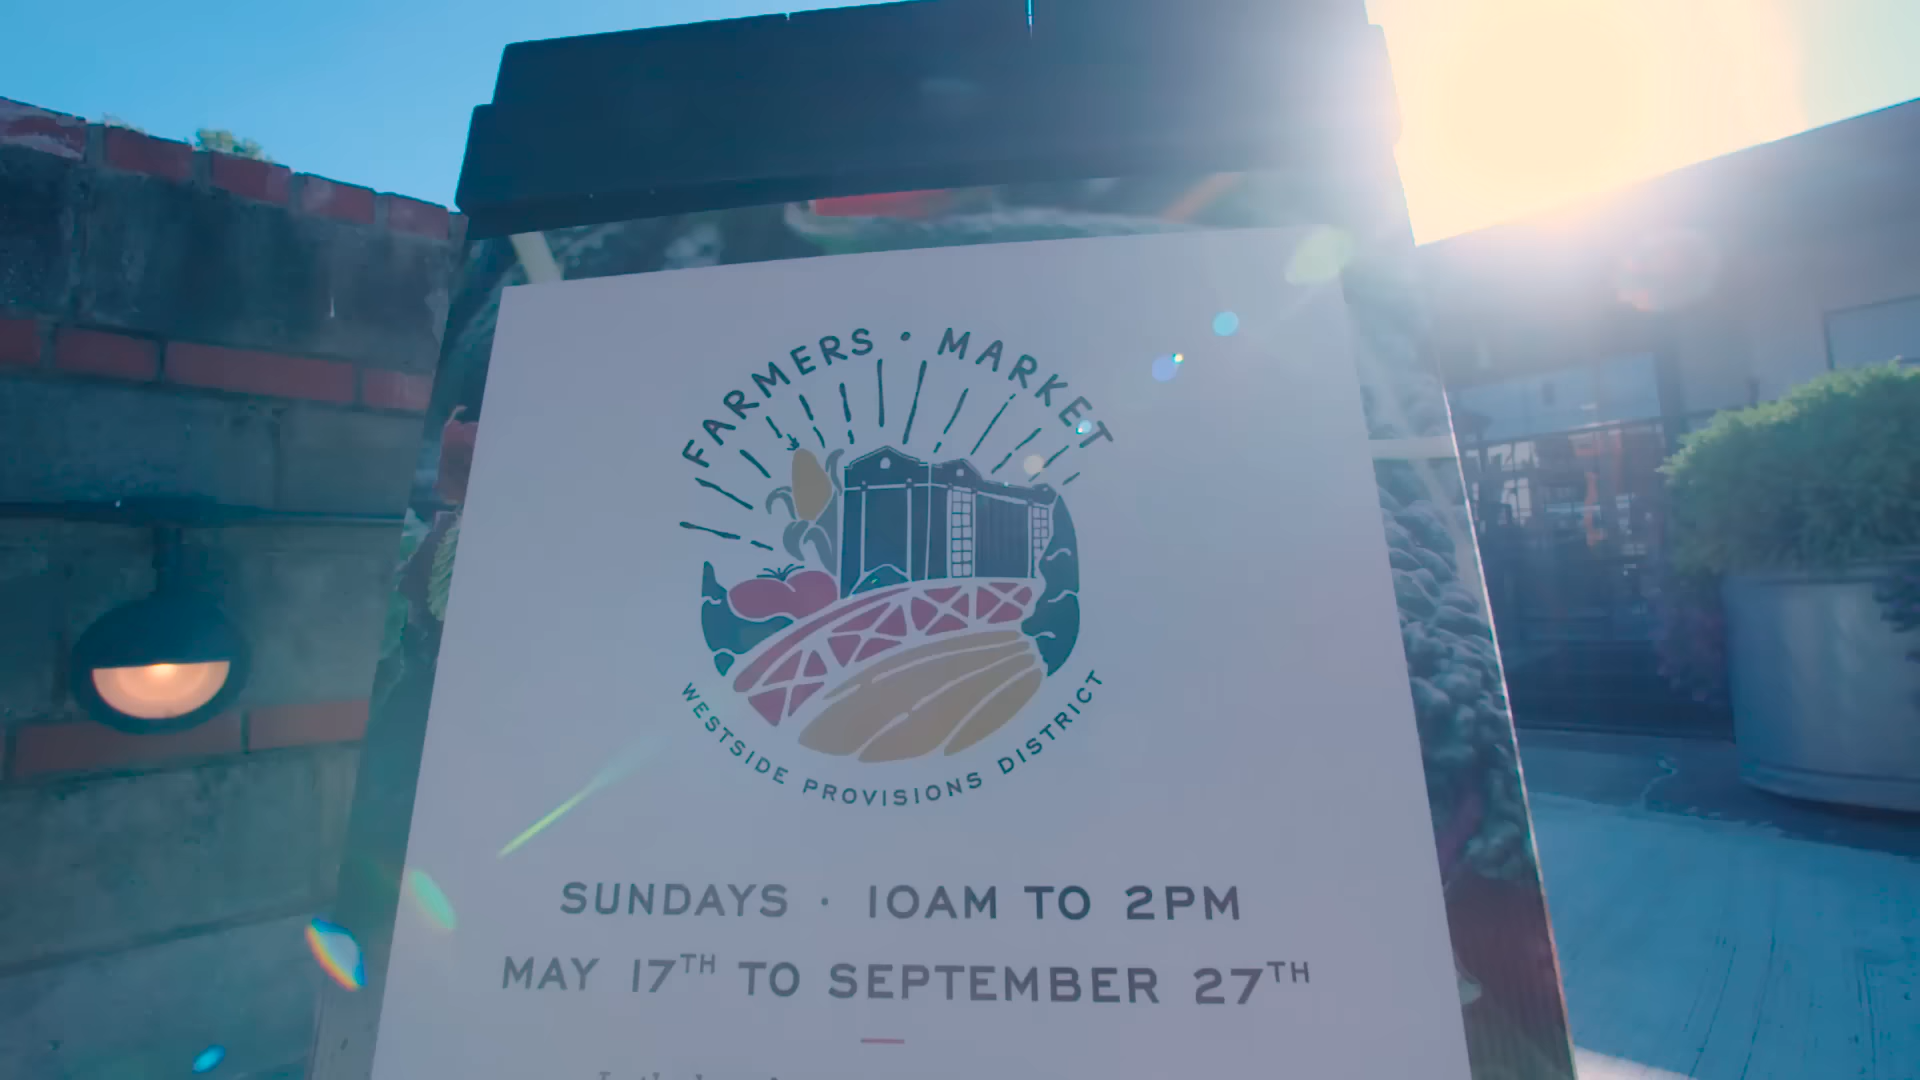 FARMERS • MARKET
WESTSIDE PROVISIONS DISTRICT
SUNDAYS • 10AM TO 2PM
MAY 17TH TO SEPTEMBER 27TH